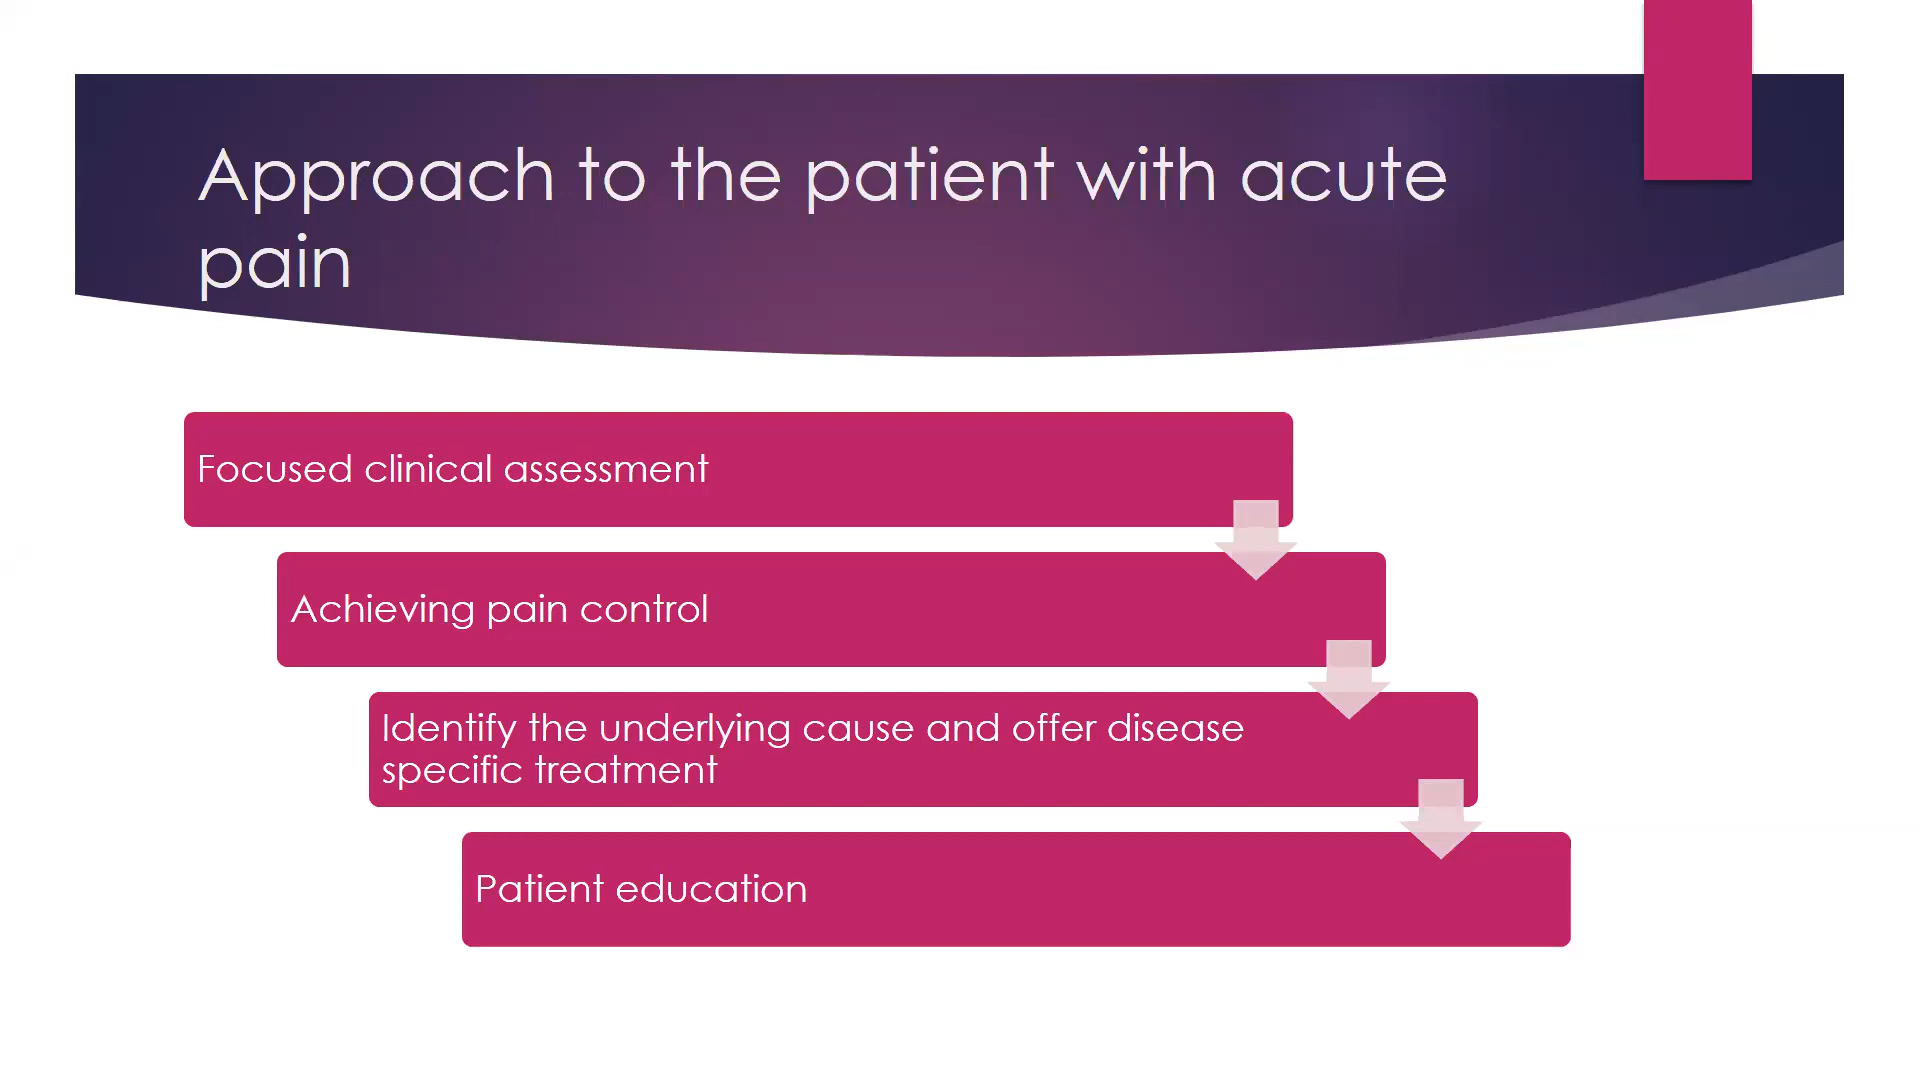 Approach to the patient with acute
pain
Focused clinical assessment
Achieving pain control
Identify the underlying cause and offer disease
specific treatment
Patient education